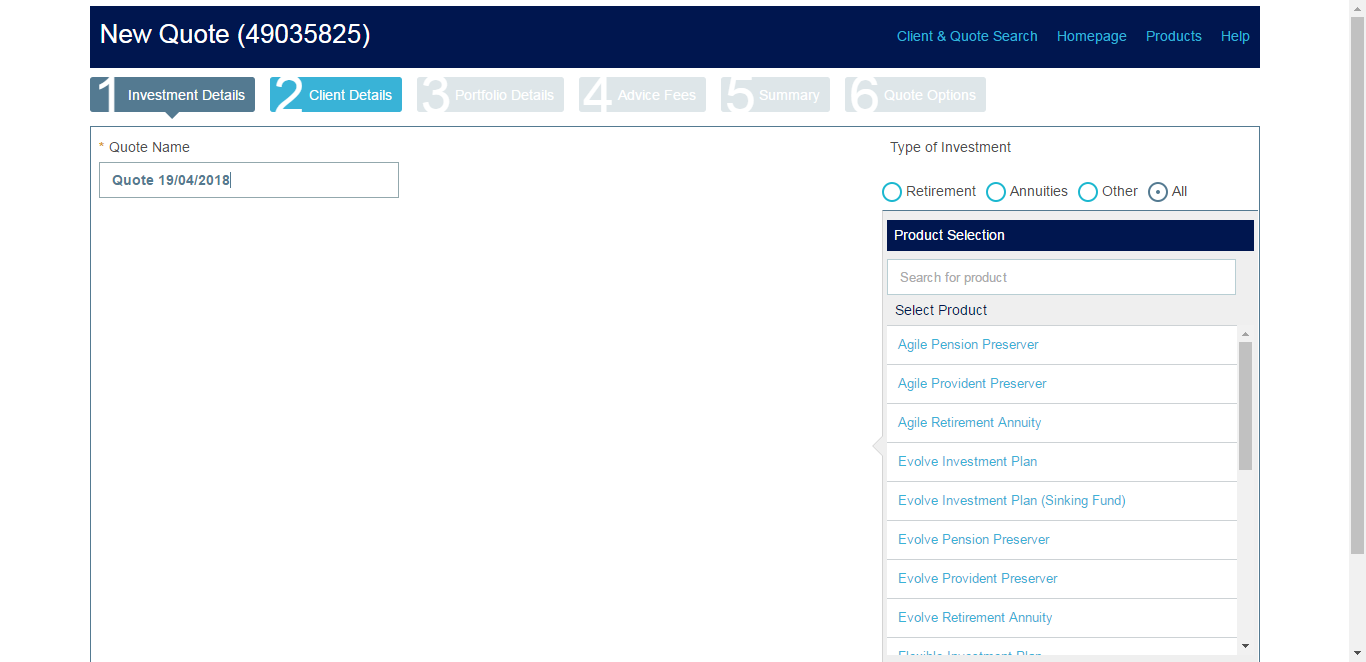 New Quote (49035825)
Client & Quote Search Homepage Products Help
1 Investment Details 2 Client Details 3 Portfolio Details 4 Advice Fees 5 Summary 6 Quote Options
* Quote Name
Quote 19/04/2018
Type of Investment
Retirement Annuities Other All
Product Selection
Search for product
Select Product
Agile Pension Preserver
Agile Provident Preserver
Agile Retirement Annuity
Evolve Investment Plan
Evolve Investment Plan (Sinking Fund)
Evolve Pension Preserver
Evolve Provident Preserver
Evolve Retirement Annuity
Flexible Investment Plan